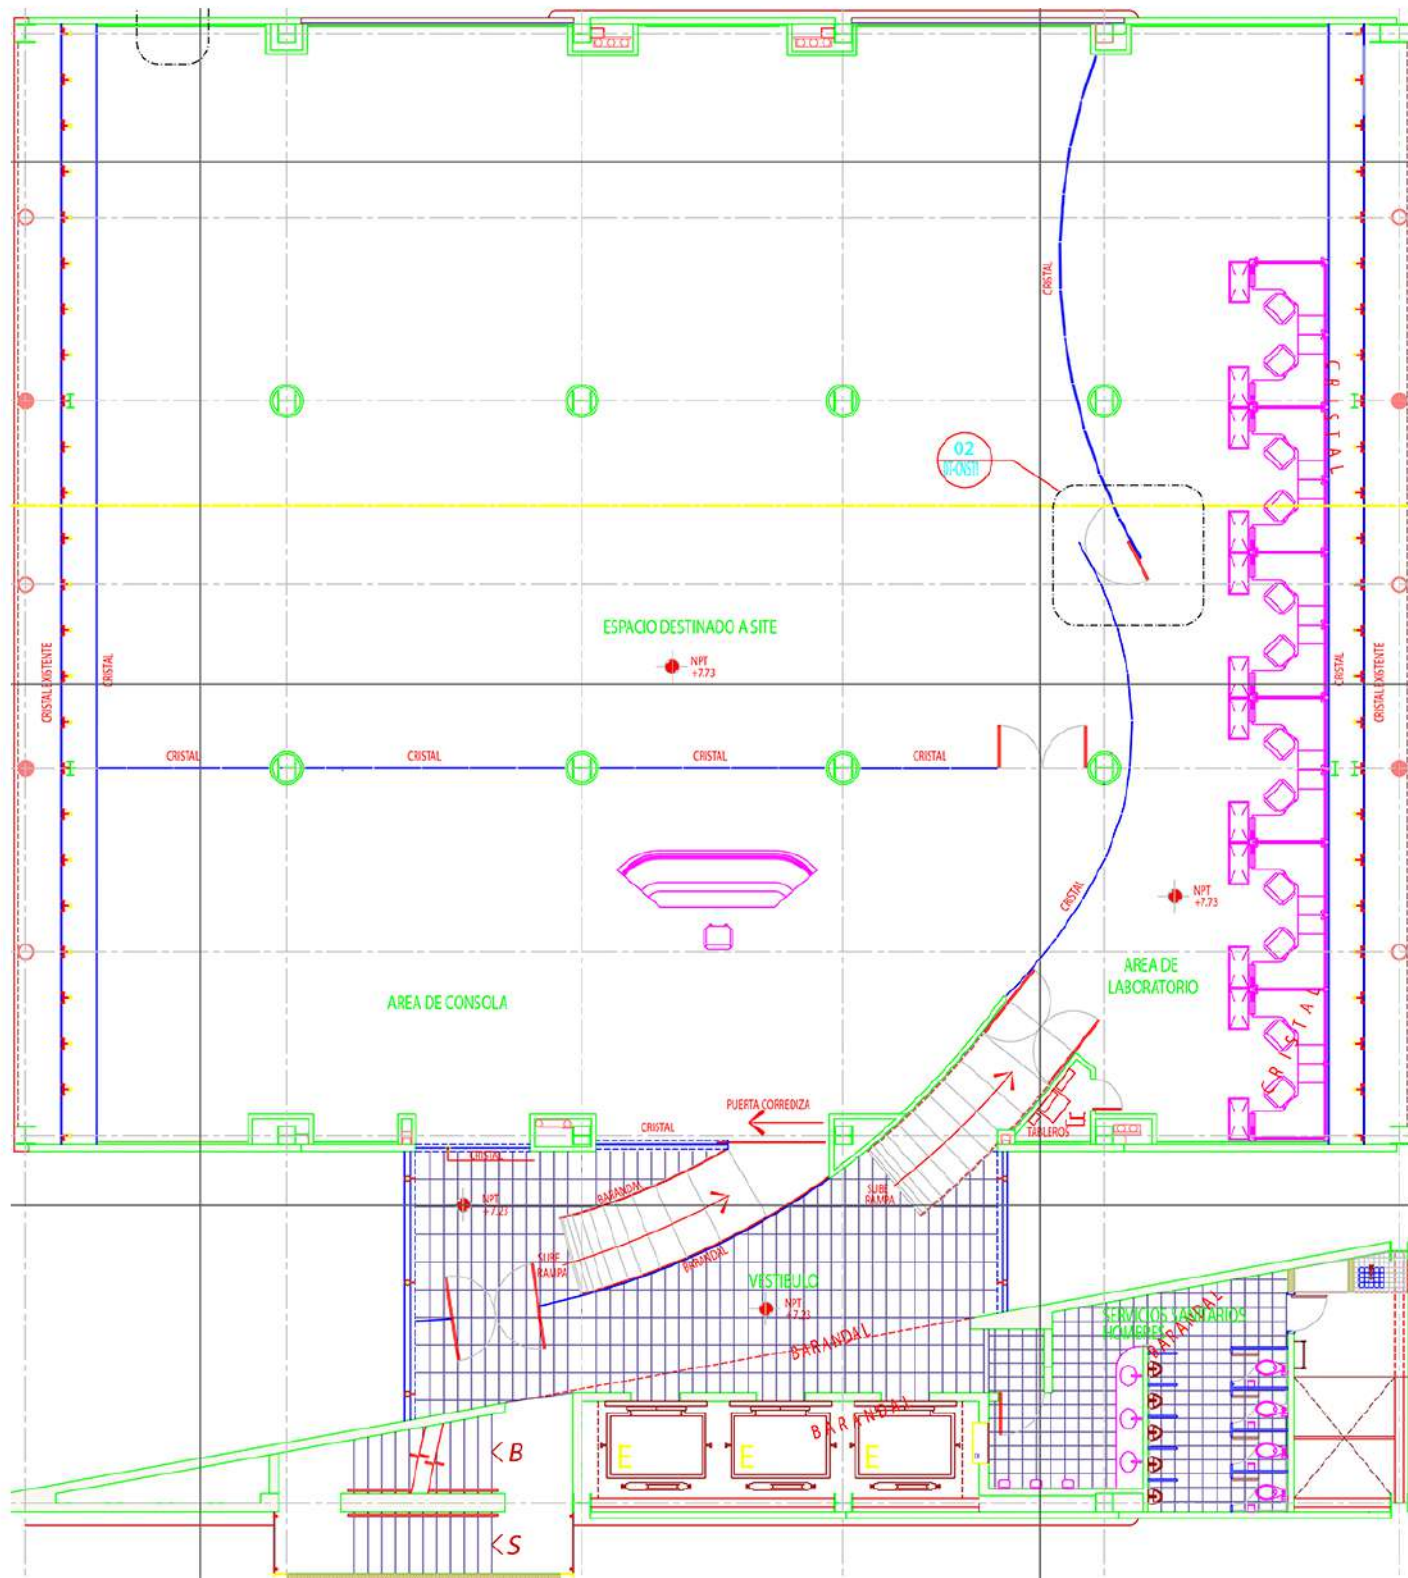 CRISTAL
02
CRISTAL
ESPACIO DESTINADO A SITE
NPT
+7.73
CRISTAL EXISTENTE
CRISTAL
CRISTAL
CRISTAL EXISTENTE
CRISTAL
CRISTAL
CRISTAL
CRISTAL
CRISTAL
NPT
+7.73
AREA DE
LABORATORIO
AREA DE CONSOLA
CRISTAL
PUERTA CORREDIZA
CRISTAL
TABLEROS
CRISTAL
NPT
+7.23
BARANDAL
SUBE
RAMPA
SUBE
RAMPA
BARANDAL
VESTIBULO
NPT
+7.23
BARANDAL
SERVICIOS SANITARIOS
HOMBRES
BARANDAL
BARANDAL
B
E
E
E
S